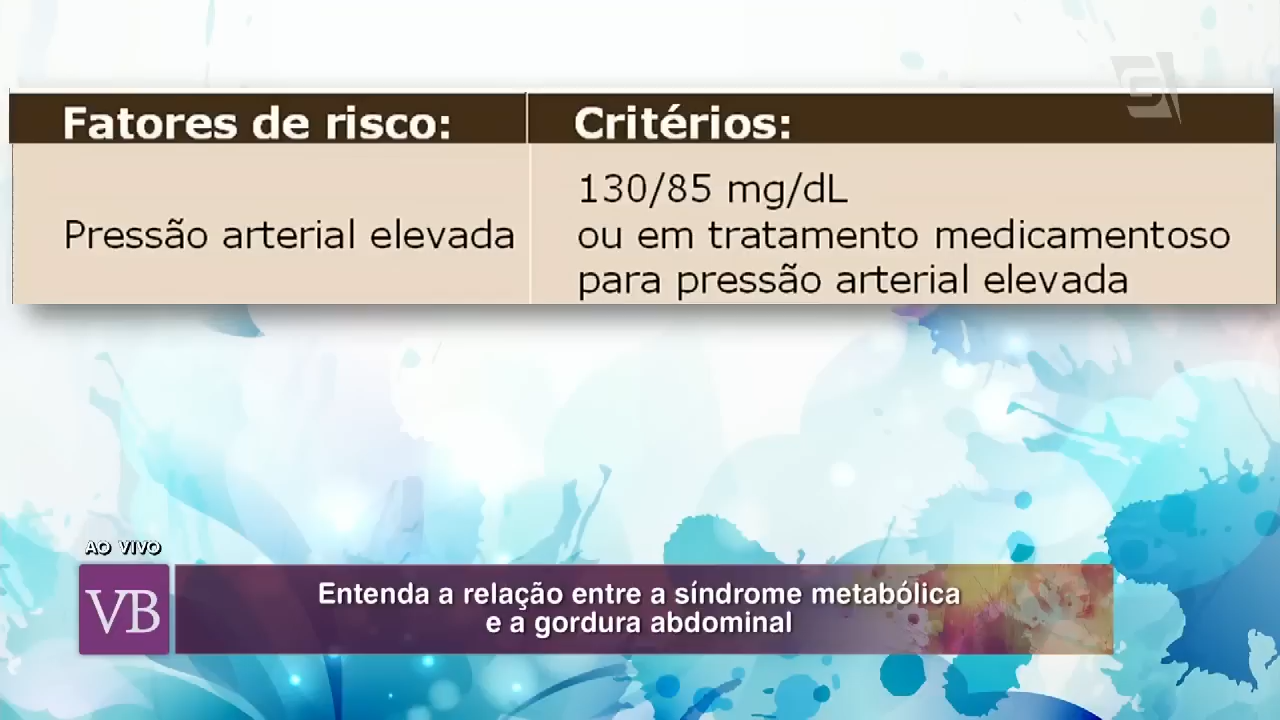 Fatores de risco:
Critérios:
Pressão arterial elevada
130/85 mg/dL
ou em tratamento medicamentoso
para pressão arterial elevada
AO VIVO
VB
Entenda a relação entre a síndrome metabólica
e a gordura abdominal